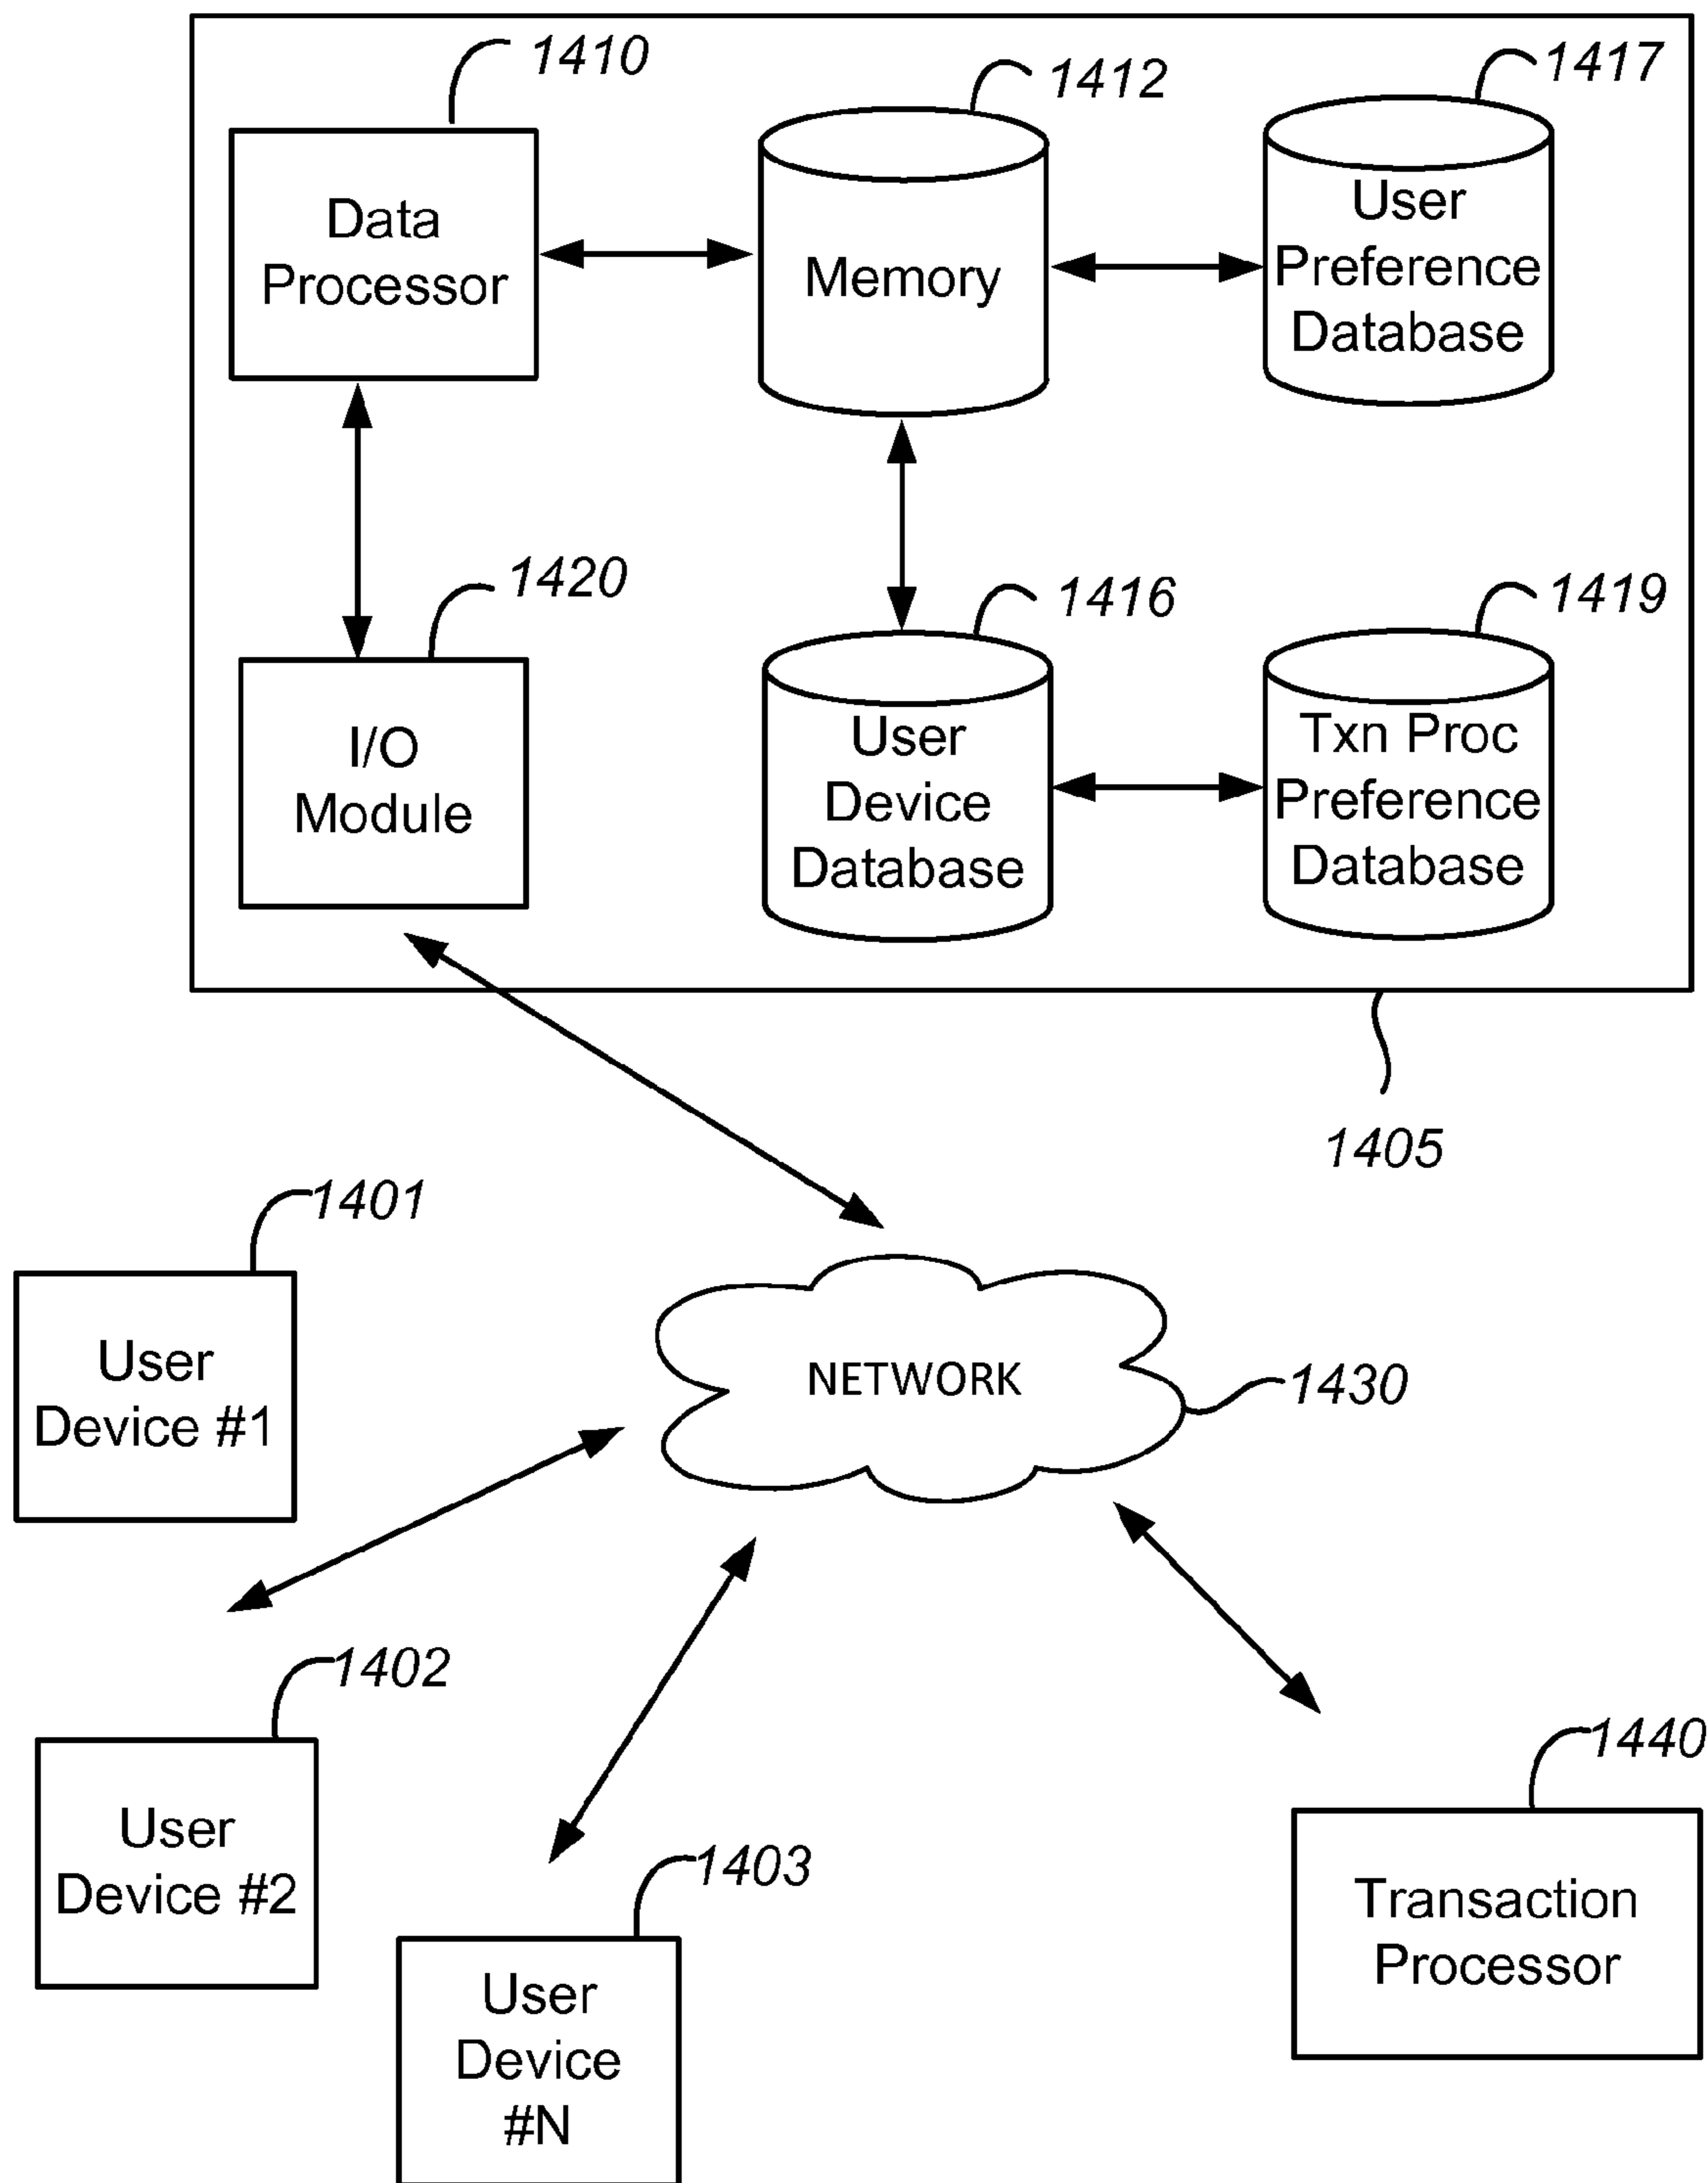 1410
1412
1417
Data
Processor
Memory
User
Preference
Database
1420
1416
1419
I/O
Module
User
Device
Database
Txn Proc
Preference
Database
1405
1401
User
Device #1
NETWORK
1430
1402
User
Device #2
1403
User
Device
#N
1440
Transaction
Processor